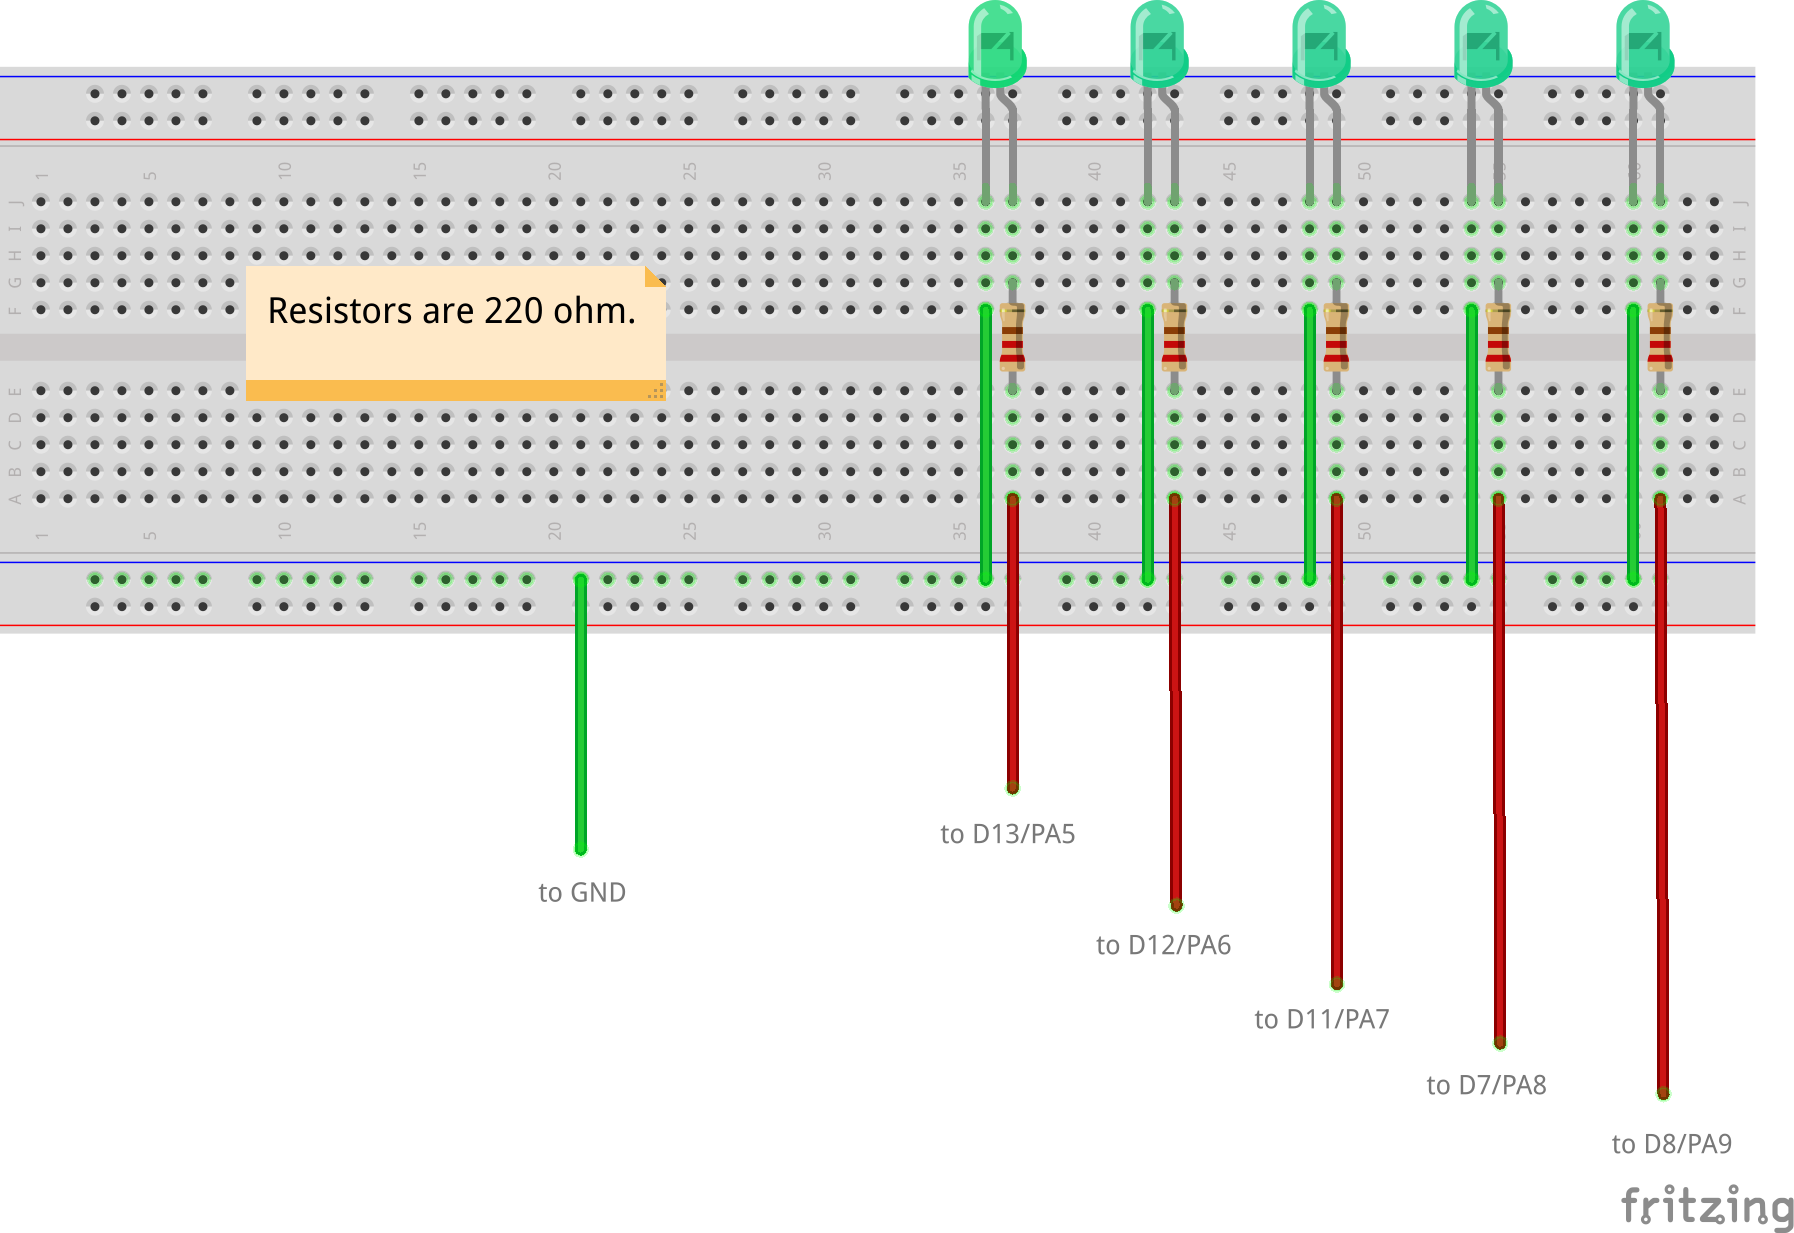 1 5 10 15 20 25 30 35 40 45 50
J
I
H
G
F
J
I
H
G
F
Resistors are 220 ohm.
E
D
C
B
A
E
D
C
B
A
1 5 10 15 20 25 30 35 40 45 50
to D13/PA5
to GND
to D12/PA6
to D11/PA7
to D7/PA8
to D8/PA9
fritzing